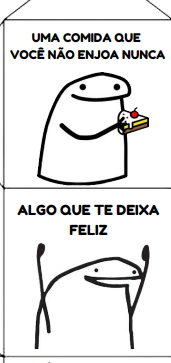 UMA COMIDA QUE
VOCÊ NÃO ENJOA NUNCA
ALGO QUE TE DEIXA
FELIZ